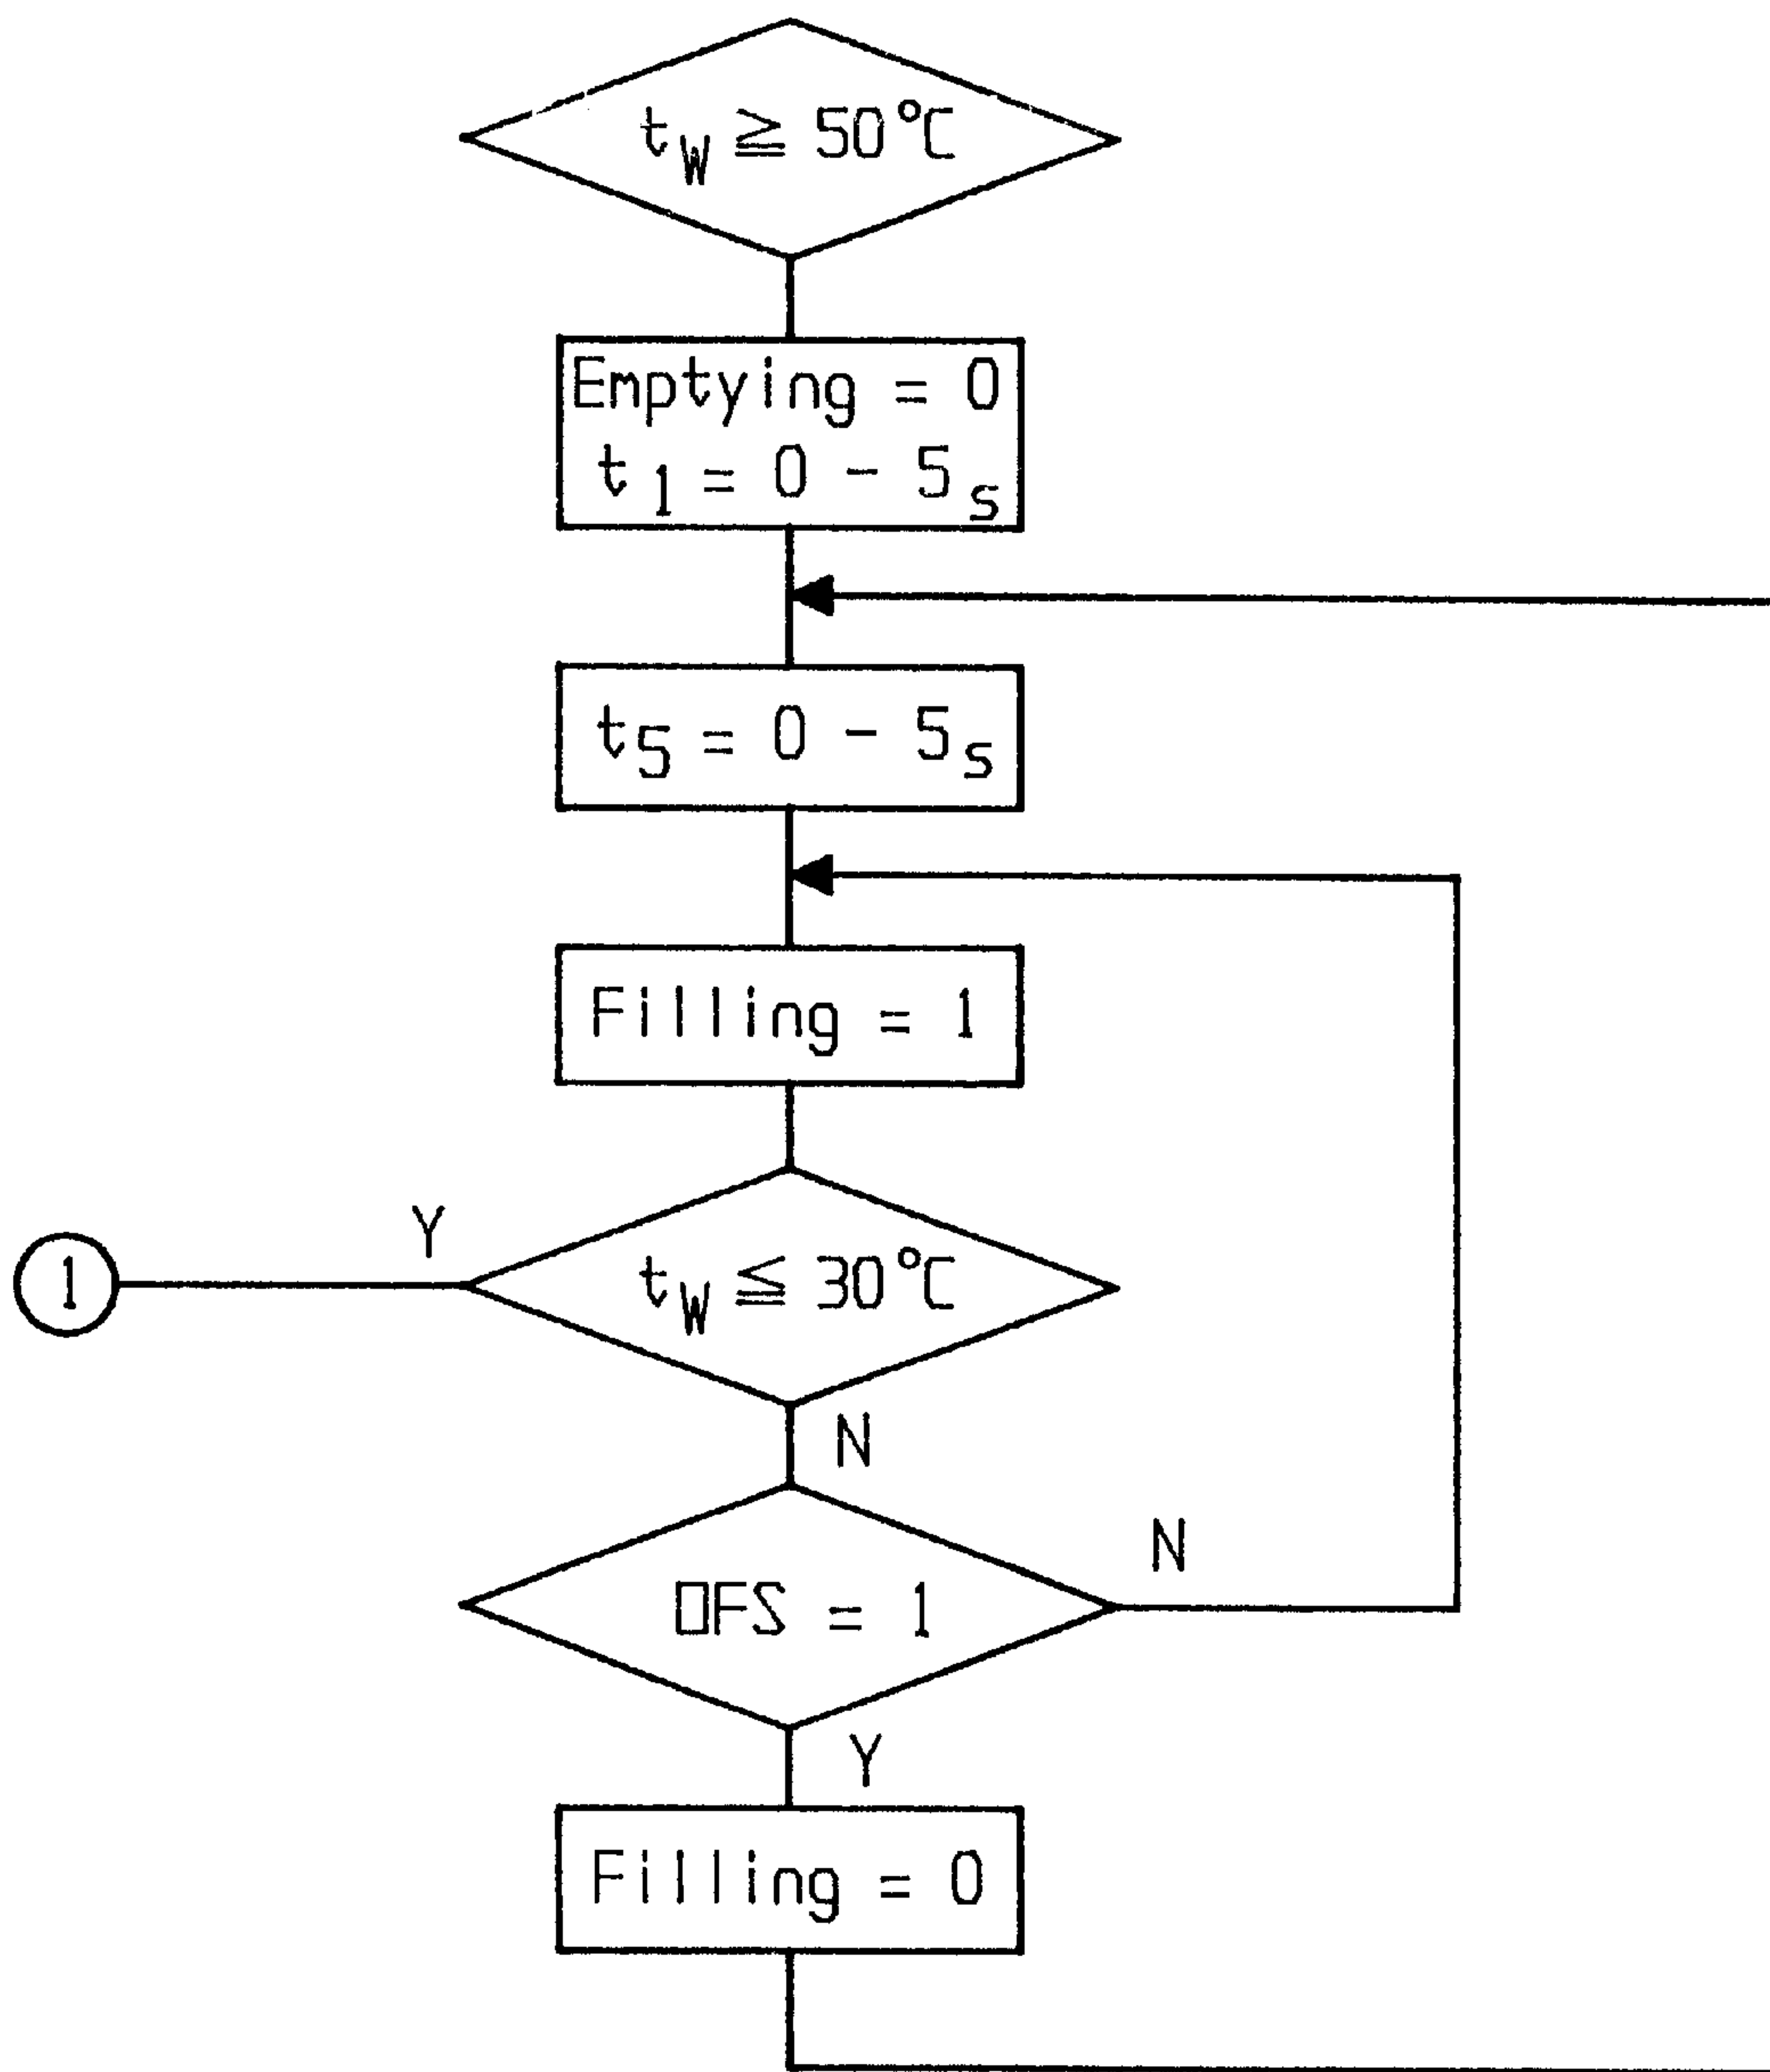 t_W ≧ 50°C
Emptying = 0
t_1 = 0 - 5_s
t_5 = 0 - 5_s
Filling = 1
Y
1
t_W ≦ 30°C
N
N
OFS = 1
Y
Filling = 0